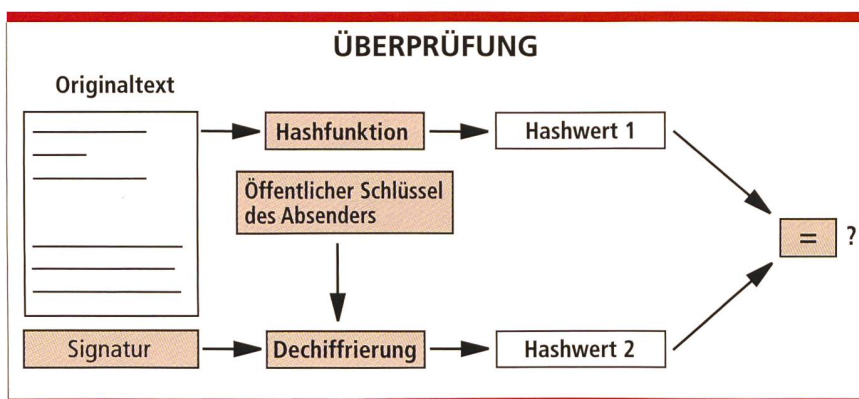 ÜBERPRÜFUNG
Originaltext
Hashfunktion
Hashwert 1
Öffentlicher Schlüssel
des Absenders
= ?
Signatur
Dechiffrierung
Hashwert 2